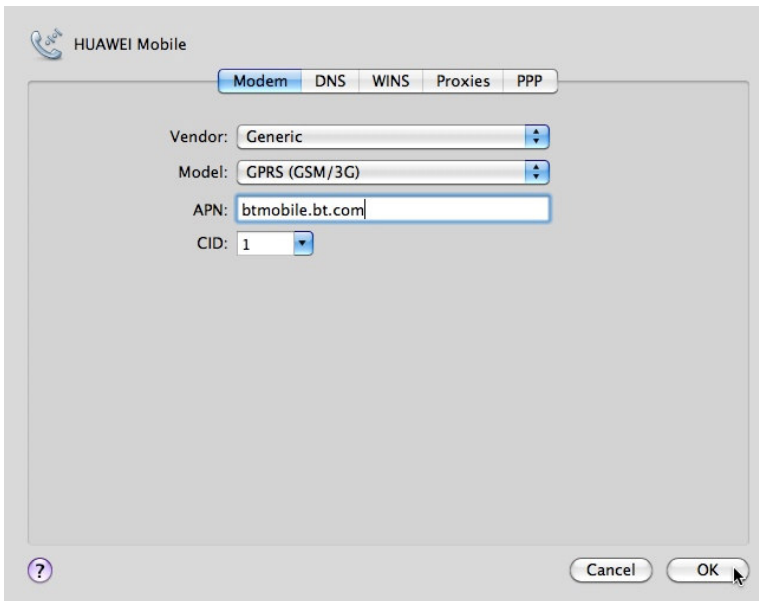 HUAWEI Mobile
Modem DNS WINS Proxies PPP
Vendor: Generic
Model: GPRS (GSM/3G)
APN: btmobile.bt.com
CID: 1
? Cancel OK